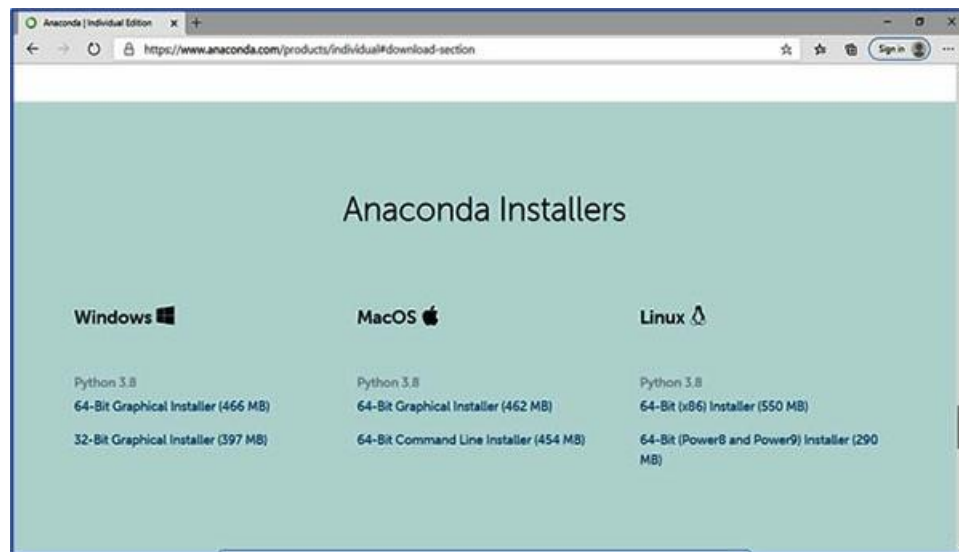 Anaconda | Individual Edition
https://www.anaconda.com/products/individual#download-section
Sign in
Anaconda Installers
Windows
Python 3.8
64-Bit Graphical Installer (466 MB)
32-Bit Graphical Installer (397 MB)
MacOS
Python 3.8
64-Bit Graphical Installer (462 MB)
64-Bit Command Line Installer (454 MB)
Linux
Python 3.8
64-Bit (x86) Installer (550 MB)
64-Bit (Power8 and Power9) Installer (290
MB)